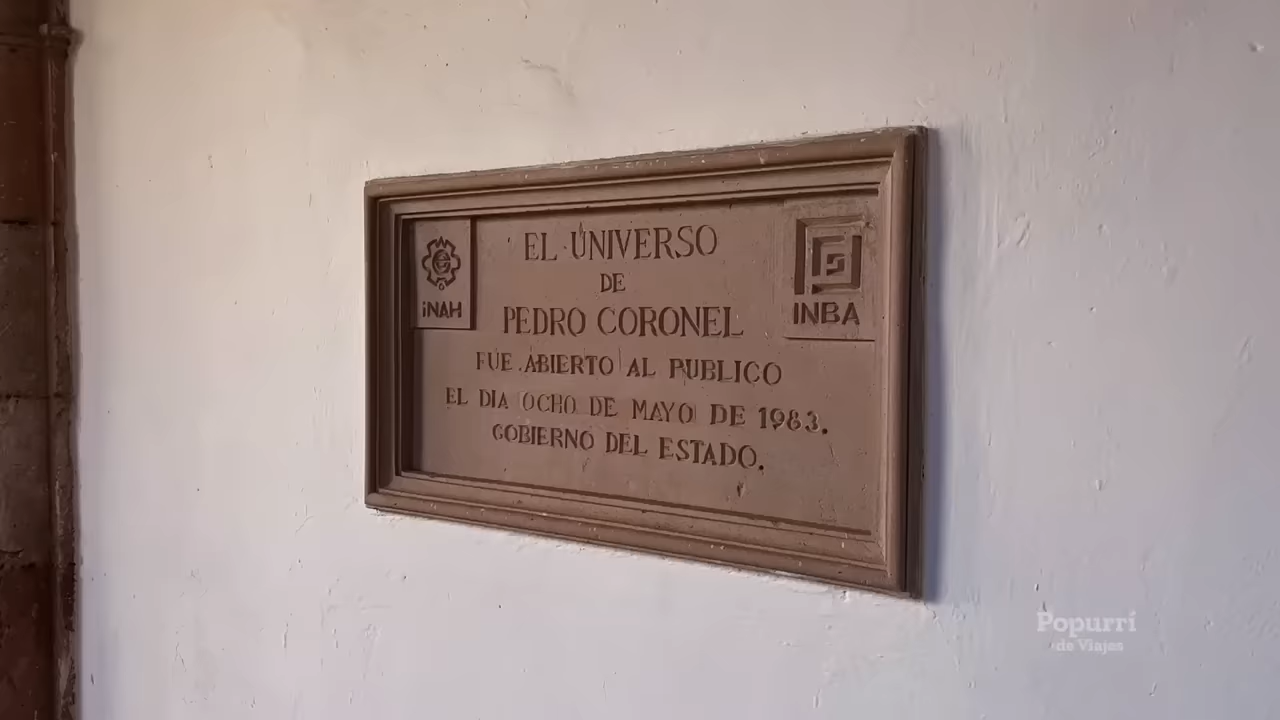 EL UNIVERSO
DE
PEDRO CORONEL
FUE ABIERTO AL PUBLICO
EL DIA OCHO DE MAYO DE 1983.
GOBIERNO DEL ESTADO.
INAH
INBA
Popurrí
de Viajes